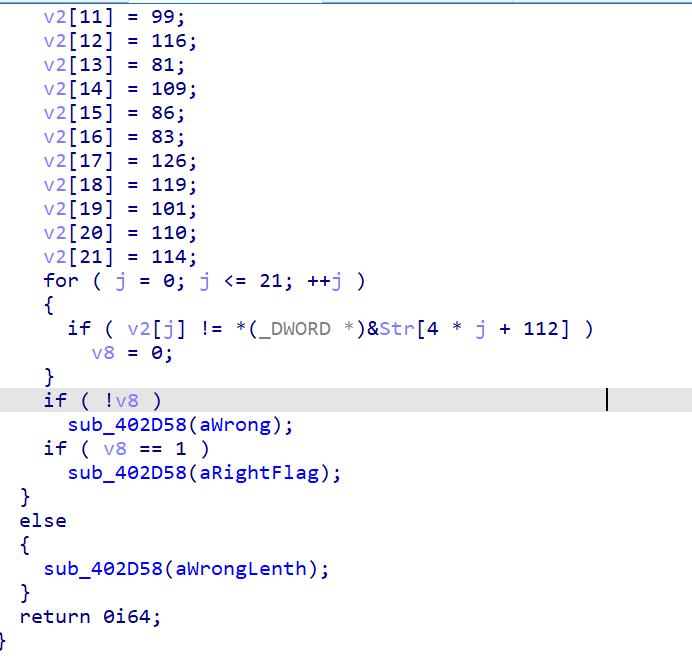 v2[11] = 99;
v2[12] = 116;
v2[13] = 81;
v2[14] = 109;
v2[15] = 86;
v2[16] = 83;
v2[17] = 126;
v2[18] = 119;
v2[19] = 101;
v2[20] = 110;
v2[21] = 114;
for ( j = 0; j <= 21; ++j )
{
if ( v2[j] != *(_DWORD *)&Str[4 * j + 112] )
v8 = 0;
}
if ( !v8 )
sub_402D58(aWrong);
if ( v8 == 1 )
sub_402D58(aRightFlag);
}
else
{
sub_402D58(aWrongLenth);
}
return 0i64;
}